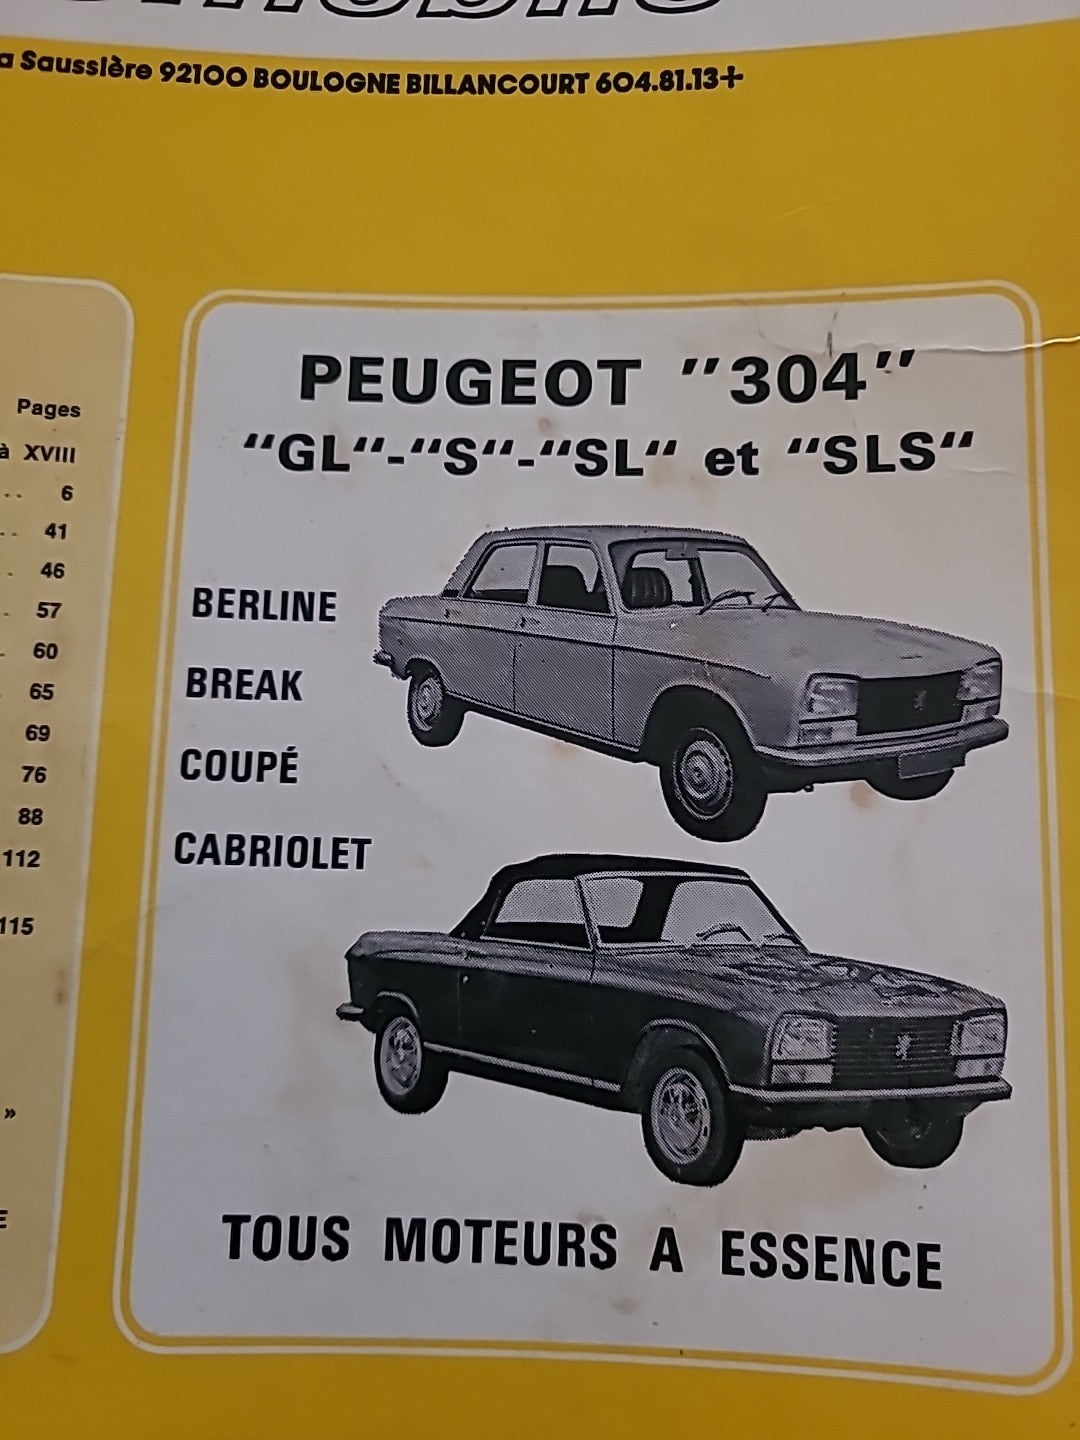 Saussière 92100 BOULOGNE BILLANCOURT 604.81.13+
Pages
à XVIII
.. 6
.. 41
. 46
. 57
. 60
65
69
76
88
112
115
»
PEUGEOT "304"
"GL"-"S"-"SL" et "SLS"
BERLINE
BREAK
COUPÉ
CABRIOLET
TOUS MOTEURS A ESSENCE